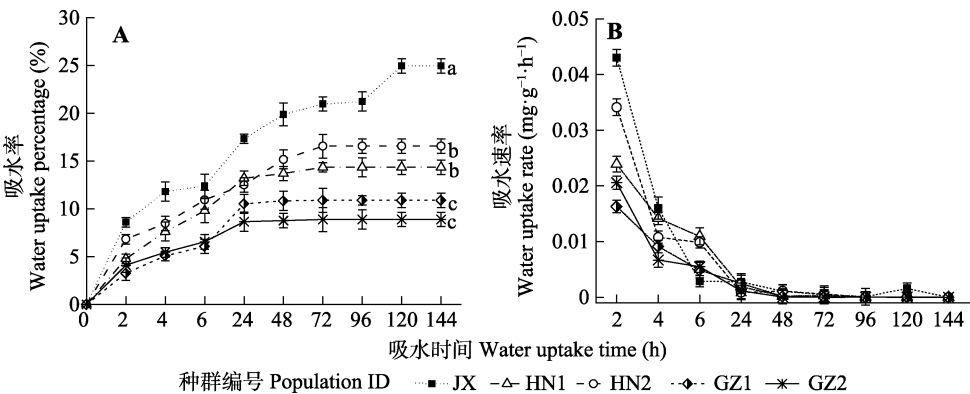 A
吸水率
Water uptake percentage (%)
30
25
20
15
10
5
0
a
b
b
c
c
0 2 4 6 24 48 72 96 120 144
B
吸水速率
Water uptake rate (mg·g⁻¹·h⁻¹)
0.05
0.04
0.03
0.02
0.01
0
2 4 6 24 48 72 96 120 144
吸水时间 Water uptake time (h)
种群编号 Population ID JX HN1 HN2 GZ1 GZ2